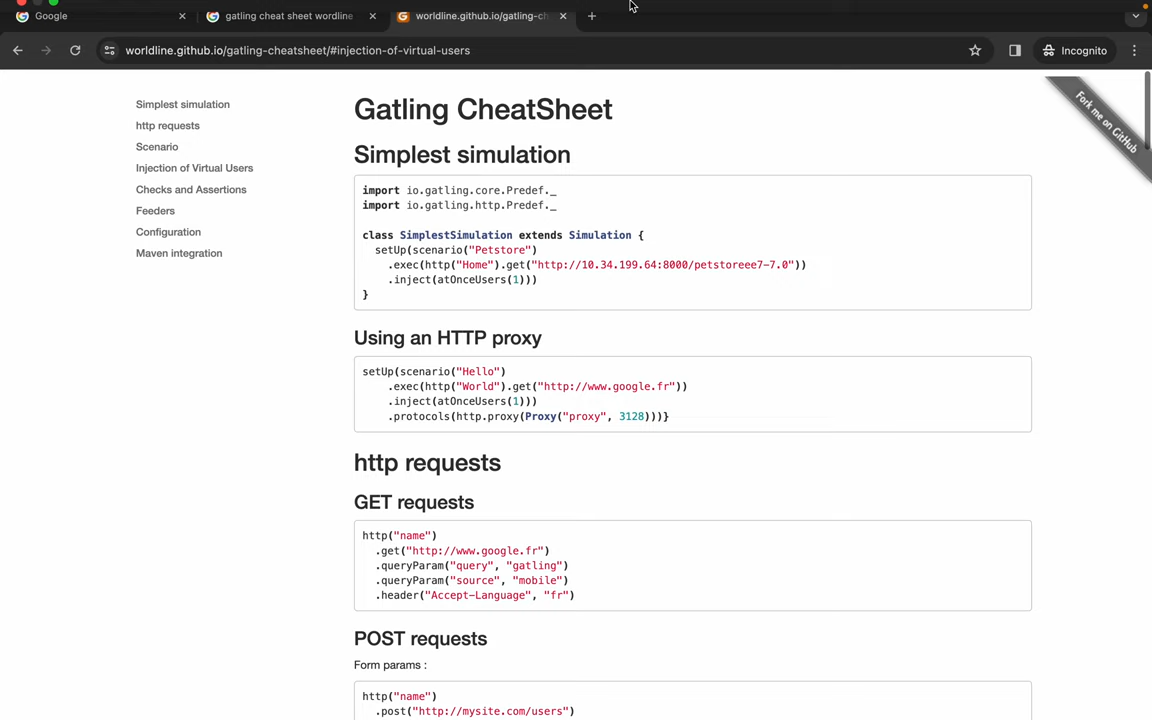 Google
gatling cheat sheet wordline
worldline.github.io/gatling-ch
worldline.github.io/gatling-cheatsheet/#injection-of-virtual-users
Incognito
Fork me on GitHub
Simplest simulation
http requests
Scenario
Injection of Virtual Users
Checks and Assertions
Feeders
Configuration
Maven integration
Gatling CheatSheet
Simplest simulation
import io.gatling.core.Predef._
import io.gatling.http.Predef._
class SimplestSimulation extends Simulation {
setUp(scenario("Petstore")
.exec(http("Home").get("http://10.34.199.64:8000/petstoreee7-7.0"))
.inject(atOnceUsers(1)))
}
Using an HTTP proxy
setUp(scenario("Hello")
.exec(http("World").get("http://www.google.fr"))
.inject(atOnceUsers(1)))
.protocols(http.proxy(Proxy("proxy", 3128)))}
http requests
GET requests
http("name")
.get("http://www.google.fr")
.queryParam("query", "gatling")
.queryParam("source", "mobile")
.header("Accept-Language", "fr")
POST requests
Form params :
http("name")
.post("http://mysite.com/users")